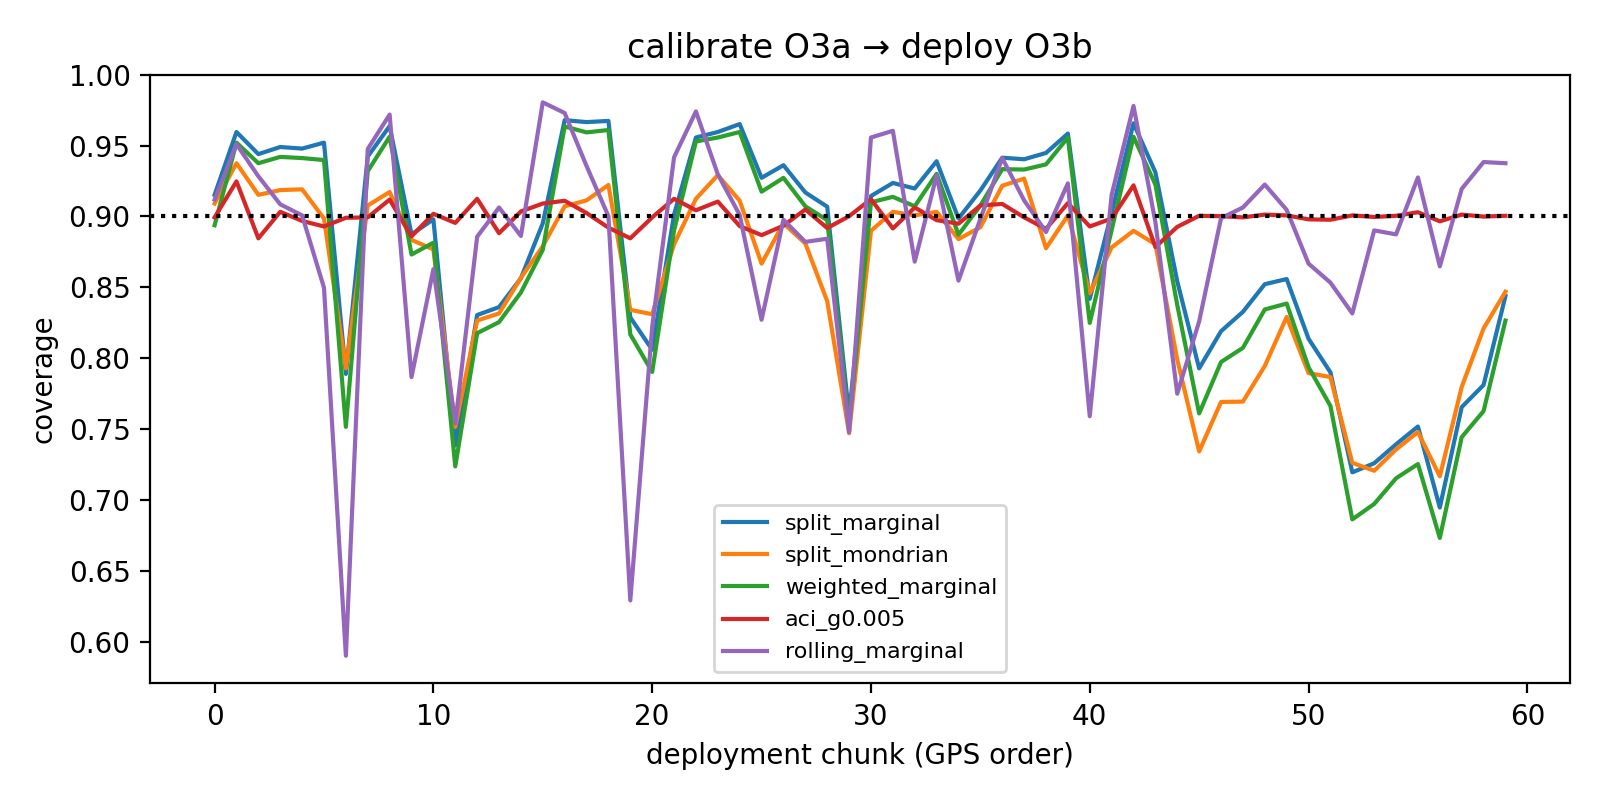 calibrate O3a → deploy O3b
1.00
0.95
0.90
0.85
0.80
0.75
0.70
0.65
0.60
coverage
split_marginal
split_mondrian
weighted_marginal
aci_g0.005
rolling_marginal
0 10 20 30 40 50 60
deployment chunk (GPS order)